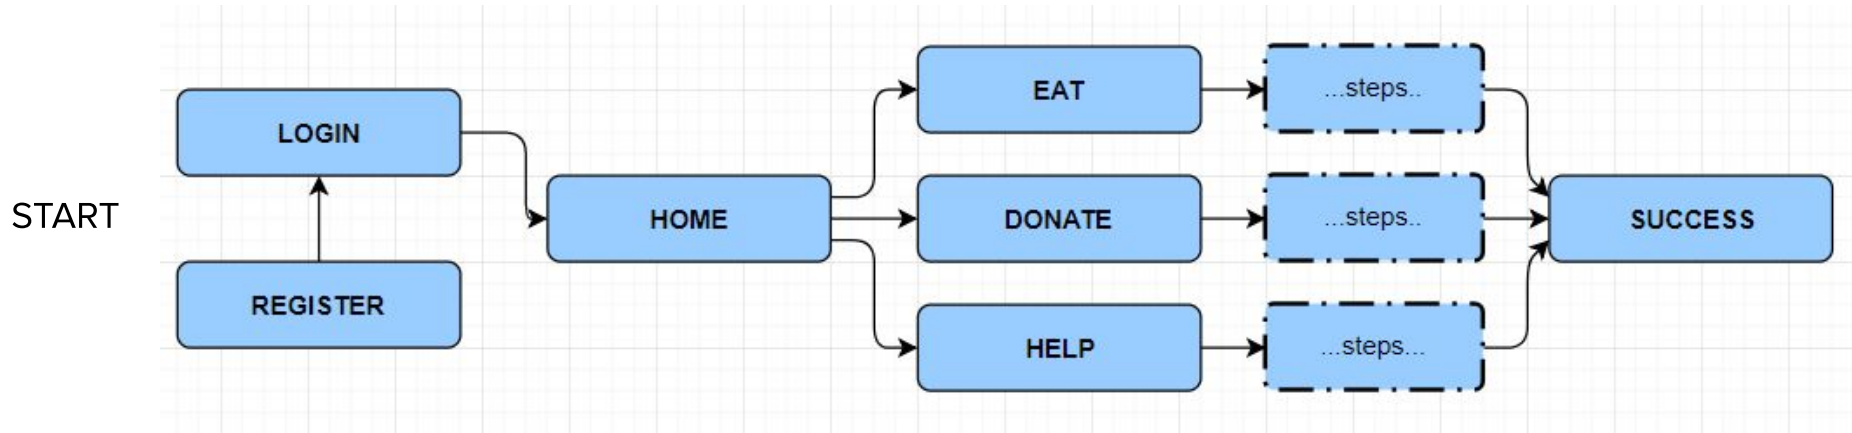 START
LOGIN
REGISTER
HOME
EAT
...steps..
DONATE
...steps..
HELP
...steps...
SUCCESS